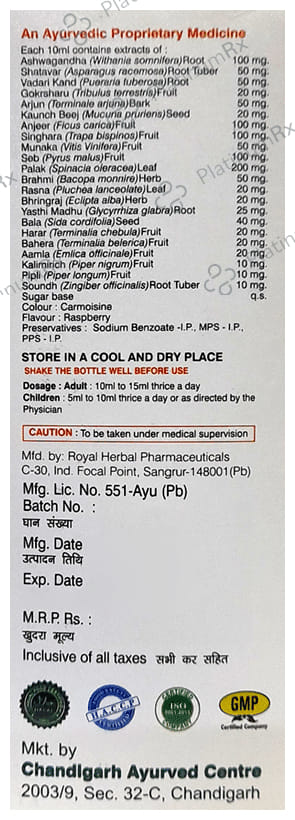 An Ayurvedic Proprietary Medicine
Each 10ml contains extracts of :
Ashwagandha (Withania somnifera)Root 100 mg.
Shatavar (Asparagus racemosa)Root Tuber 50 mg.
Vadari Kand (Pueraria tuberosa)Root 50 mg.
Goksraru (Tribulus terrestris)Fruit 20 mg.
Arjun (Terminale arjuna)Bark 50 mg.
Kaunch Beej (Mucuna pruriens)Seed 20 mg.
Anjeer (Ficus carica)Fruit 100 mg.
Singhara (Trapa bispinos)Fruit 100 mg.
Munaka (Vitis Vinifera)Fruit 50 mg.
Seb (Pyrus malus)Fruit 100 mg.
Palak (Spinacia oleracea)Leaf 200 mg.
Brahmi (Bacopa monnire)Herb 50 mg.
Rasna (Pluchea lanceolate)Leaf 20 mg.
Bhringraj (Eclipta alba)Herb 20 mg.
Yasthi Madhu (Glycyrrhiza glabra)Root 25 mg.
Bala (Sida cordifolia)Seed 40 mg.
Harar (Terminalia chebula)Fruit 20 mg.
Bahera (Terminalia belerica)Fruit 20 mg.
Aamla (Emlica officinale)Fruit 20 mg.
Kalimirich (Piper nigrum)Fruit 10 mg.
Pipli (Piper longum)Fruit 10 mg.
Soundh (Zingiber officinalis)Root Tuber 10 mg.
Sugar base q.s.
Colour : Carmoisine
Flavour : Raspberry
Preservatives : Sodium Benzoate -I.P., MPS - I.P.,
PPS - I.P.
STORE IN A COOL AND DRY PLACE
SHAKE THE BOTTLE WELL BEFORE USE
Dosage : Adult : 10ml to 15ml thrice a day
Children : 5ml to 10ml thrice a day or as directed by the
Physician
CAUTION : To be taken under medical supervision
Mfd. by: Royal Herbal Pharmaceuticals
C-30, Ind. Focal Point, Sangrur-148001(Pb)
Mfg. Lic. No. 551-Ayu (Pb)
Batch No. :
घान संख्या
Mfg. Date
उत्पादन तिथि
Exp. Date
M.R.P. Rs. :
खुदरा मूल्य
Inclusive of all taxes सभी कर सहित
H.A.C.C.P.
ISO
GMP
Certified Company
Mkt. by
Chandigarh Ayurved Centre
2003/9, Sec. 32-C, Chandigarh